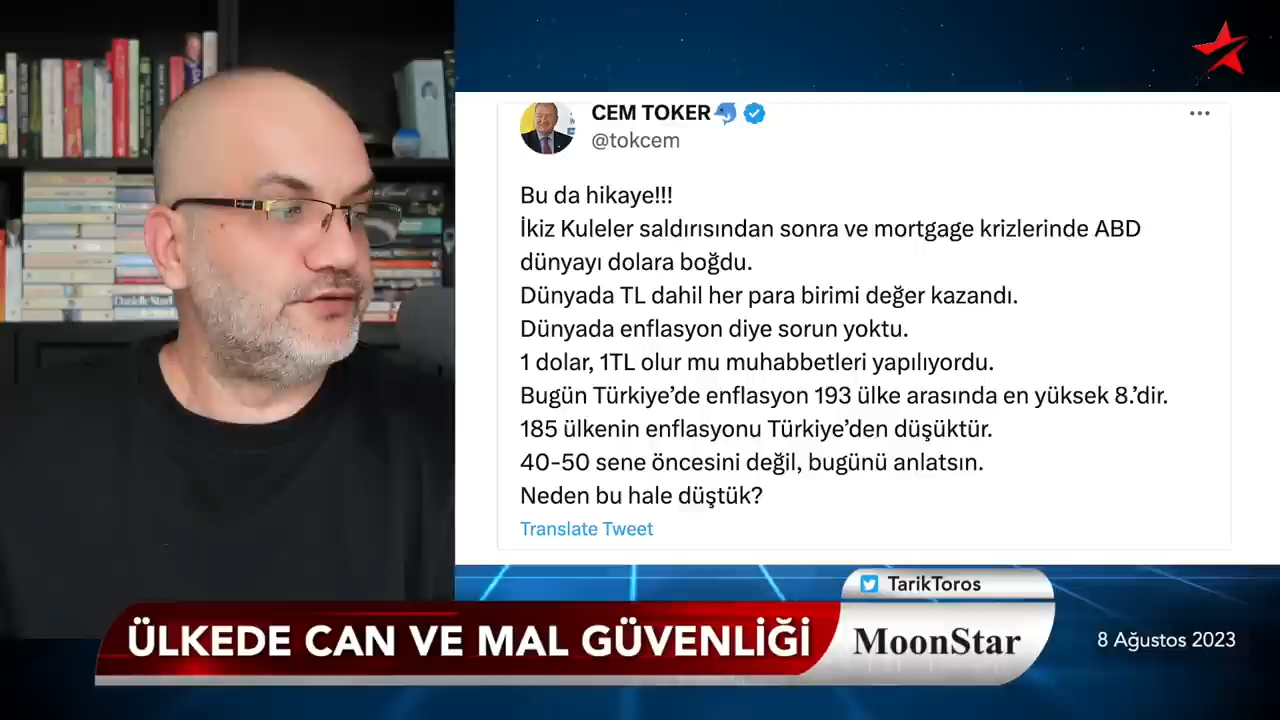 CEM TOKER
@tokcem
Bu da hikaye!!!
İkiz Kuleler saldırısından sonra ve mortgage krizlerinde ABD
dünyayı dolara boğdu.
Dünyada TL dahil her para birimi değer kazandı.
Dünyada enflasyon diye sorun yoktu.
1 dolar, 1TL olur mu muhabbetleri yapılıyordu.
Bugün Türkiye’de enflasyon 193 ülke arasında en yüksek 8.’dir.
185 ülkenin enflasyonu Türkiye’den düşüktür.
40-50 sene öncesini değil, bugünü anlatsın.
Neden bu hale düştük?
Translate Tweet
TarikToros
ÜLKEDE CAN VE MAL GÜVENLİĞİ
MoonStar
8 Ağustos 2023
Danielle Steel